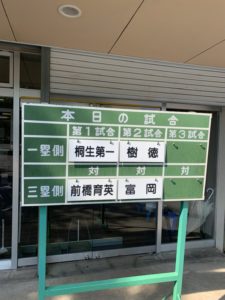 本日の試合
第1試合 第2試合 第3試合
一塁側 桐生第一 樹徳
対 対 対
三塁側 前橋育英 富岡